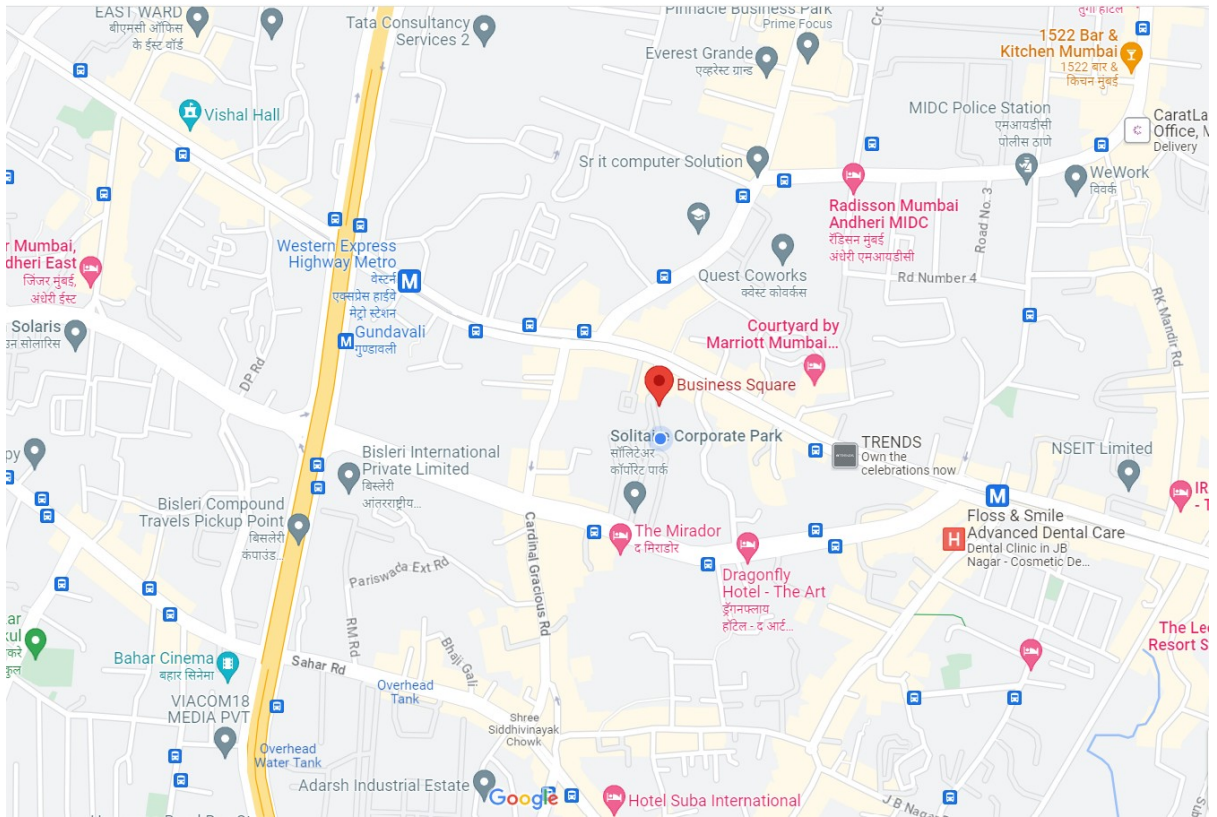 EAST WARD
बीएमसी ऑफिस
के ईस्ट वॉर्ड
Tata Consultancy
Services 2
Pinnacle Business Park
Prime Focus
तुंगा हॉटेल
Everest Grande
एव्हरेस्ट ग्रान्ड
1522 Bar &
Kitchen Mumbai
1522 बार &
किचन मुंबई
Vishal Hall
MIDC Police Station
एमआयडीसी
पोलीस ठाणे
Office, M
Delivery
Sr it computer Solution
WeWork
विवर्क
Radisson Mumbai
Andheri MIDC
रॅडिसन मुंबई
अंधेरी एमआयडीसी
Road No. 3
Western Express
Highway Metro
वेस्टर्न
एक्सप्रेस हाईवे
मेट्रो स्टेशन
r Mumbai,
dheri East
जिंजर मुंबई,
अंधेरी ईस्ट
Quest Coworks
क्वेस्ट कोवर्कस
Rd Number 4
RK Mandir Rd
Solaris
सोलारिस
Gundavali
गुण्डावली
Courtyard by
Marriott Mumbai...
DP Rd
Business Square
Solitaire Corporate Park
सॉलिटेअर
कॉर्पोरेट पार्क
TRENDS
Own the
celebrations now
NSEIT Limited
Bisleri International
Private Limited
बिस्लेरी
आंतरराष्ट्रीय...
Bisleri Compound
Travels Pickup Point
बिसलेरी
कंपाउंड...
The Mirador
द मिराडोर
Floss & Smile
Advanced Dental Care
Dental Clinic in JB
Nagar - Cosmetic De...
Cardinal Gracious Rd
Pariswada Ext Rd
Dragonfly
Hotel - The Art
ड्रॅगनफ्लाय
हॉटेल - द आर्ट...
RM Rd
Bhaji Gali
Sahar Rd
Bahar Cinema
बहार सिनेमा
Overhead
Tank
Resort S
VIACOM18
MEDIA PVT
Shree
Siddhivinayak
Chowk
Overhead
Water Tank
Adarsh Industrial Estate
Google
Hotel Suba International
J B Nagar